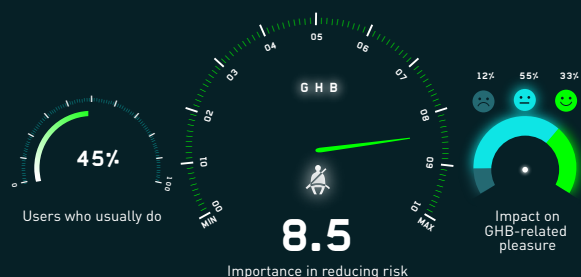 45%
0
100
Users who usually do
GHB
00
01
02
03
04
05
06
07
08
09
10
MIN
MAX
8.5
Importance in reducing risk
12% 55% 33%
Impact on
GHB-related
pleasure